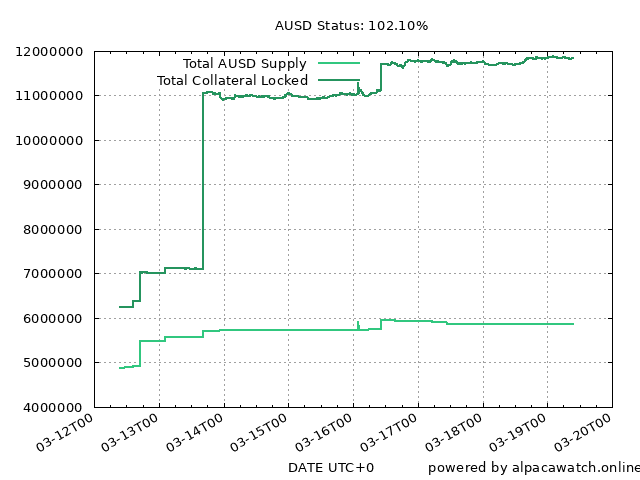 AUSD Status: 102.10%
12000000
11000000
10000000
9000000
8000000
7000000
6000000
5000000
4000000
Total AUSD Supply
Total Collateral Locked
03-12T00
03-13T00
03-14T00
03-15T00
03-16T00
03-17T00
03-18T00
03-19T00
03-20T00
DATE UTC+0
powered by alpacawatch.online